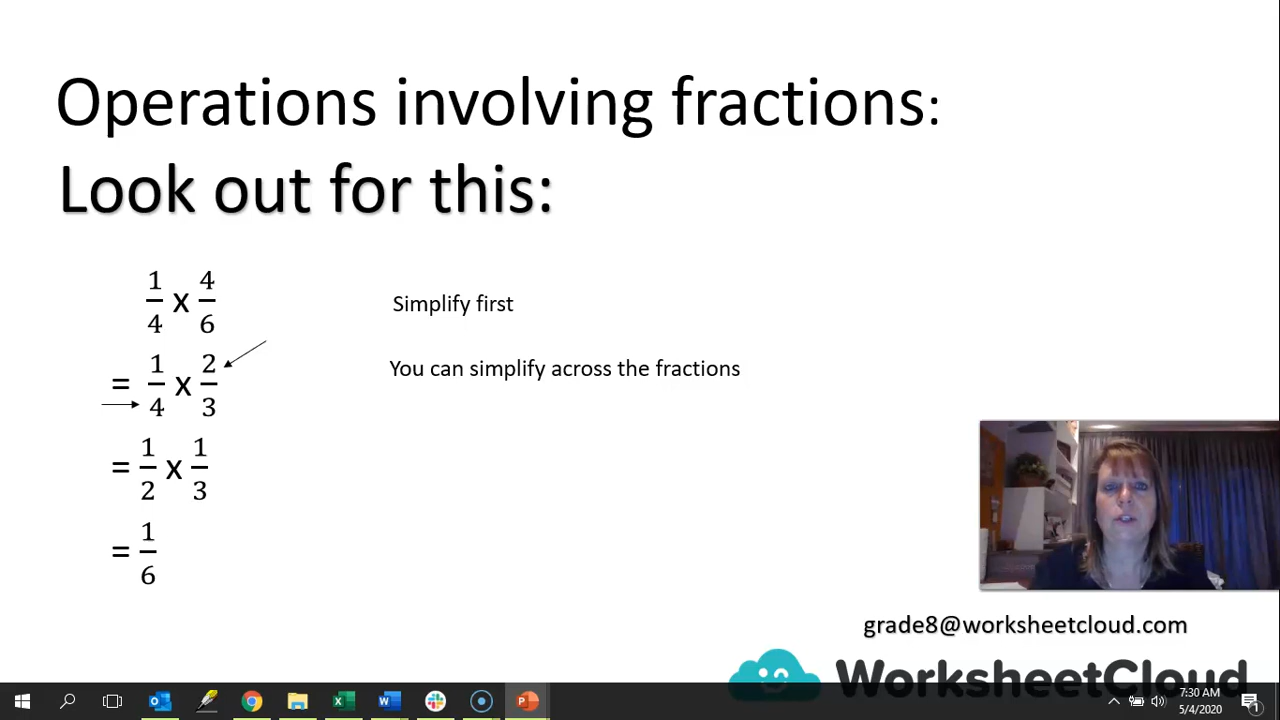 Operations involving fractions:
Look out for this:
1/4 x 4/6
Simplify first
= 1/4 x 2/3
You can simplify across the fractions
= 1/2 x 1/3
= 1/6
grade8@worksheetcloud.com
WorksheetCloud
7:30 AM
5/4/2020